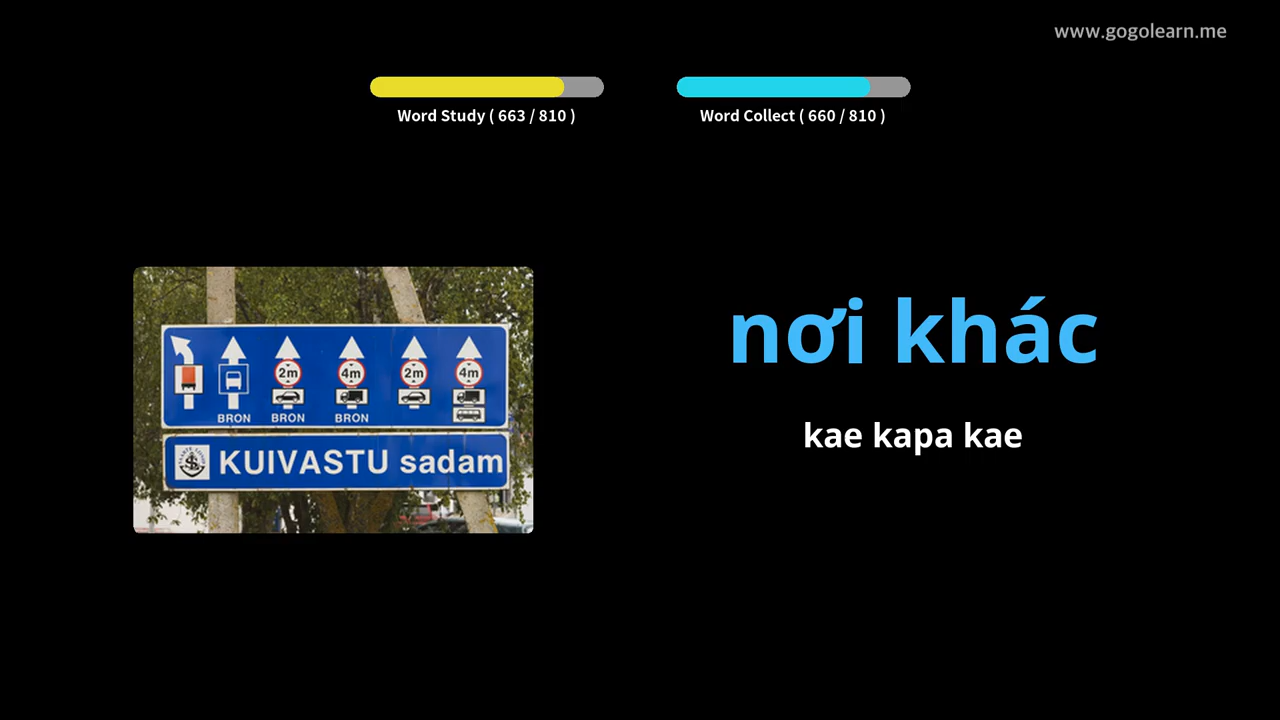 www.gogolearn.me
Word Study ( 663 / 810 )
Word Collect ( 660 / 810 )
2m
4m
2m
4m
BRON
BRON
BRON
KUIVASTU sadam
nơi khác
kae kapa kae